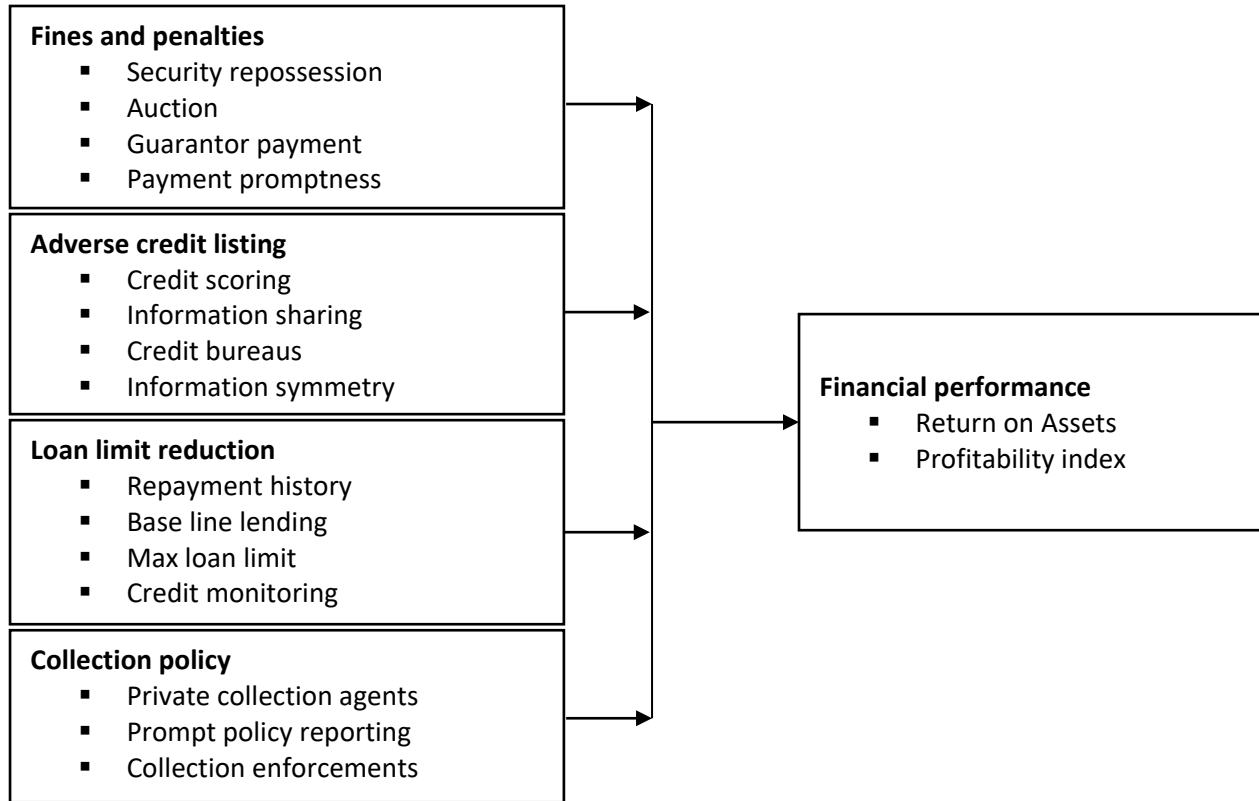 Fines and penalties
▪ Security repossession
▪ Auction
▪ Guarantor payment
▪ Payment promptness
Adverse credit listing
▪ Credit scoring
▪ Information sharing
▪ Credit bureaus
▪ Information symmetry
Loan limit reduction
▪ Repayment history
▪ Base line lending
▪ Max loan limit
▪ Credit monitoring
Collection policy
▪ Private collection agents
▪ Prompt policy reporting
▪ Collection enforcements
Financial performance
▪ Return on Assets
▪ Profitability index